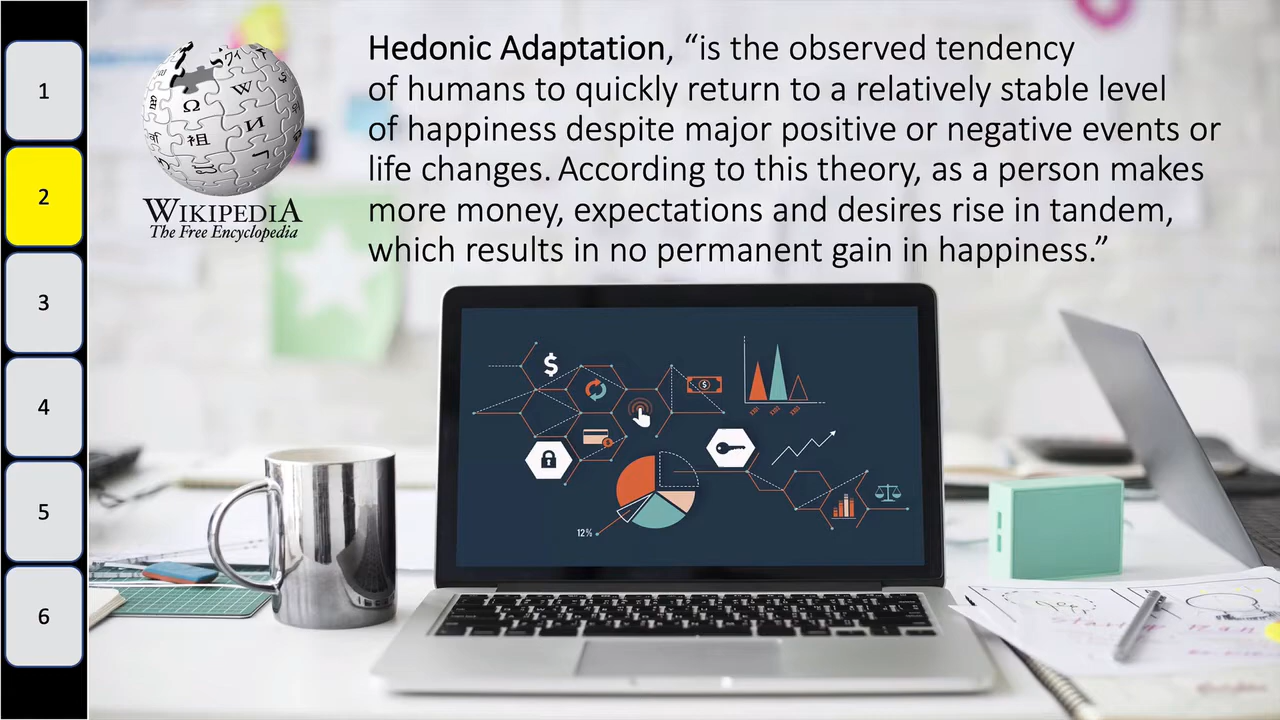 1
2
3
4
5
6
WIKIPEDIA
The Free Encyclopedia
Hedonic Adaptation, “is the observed tendency
of humans to quickly return to a relatively stable level
of happiness despite major positive or negative events or
life changes. According to this theory, as a person makes
more money, expectations and desires rise in tandem,
which results in no permanent gain in happiness.”
$
12%